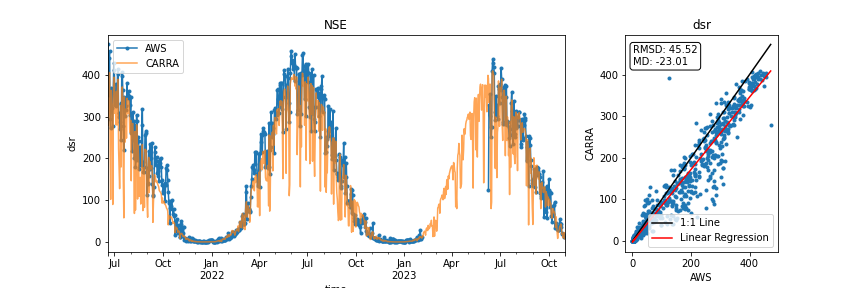 NSE
AWS
CARRA
dsr
400
300
200
100
0
Jul
Oct
Jan
2022
Apr
Jul
Oct
Jan
2023
Apr
Jul
Oct
time
dsr
RMSD: 45.52
MD: -23.01
CARRA
400
300
200
100
0
1:1 Line
Linear Regression
0
200
400
AWS